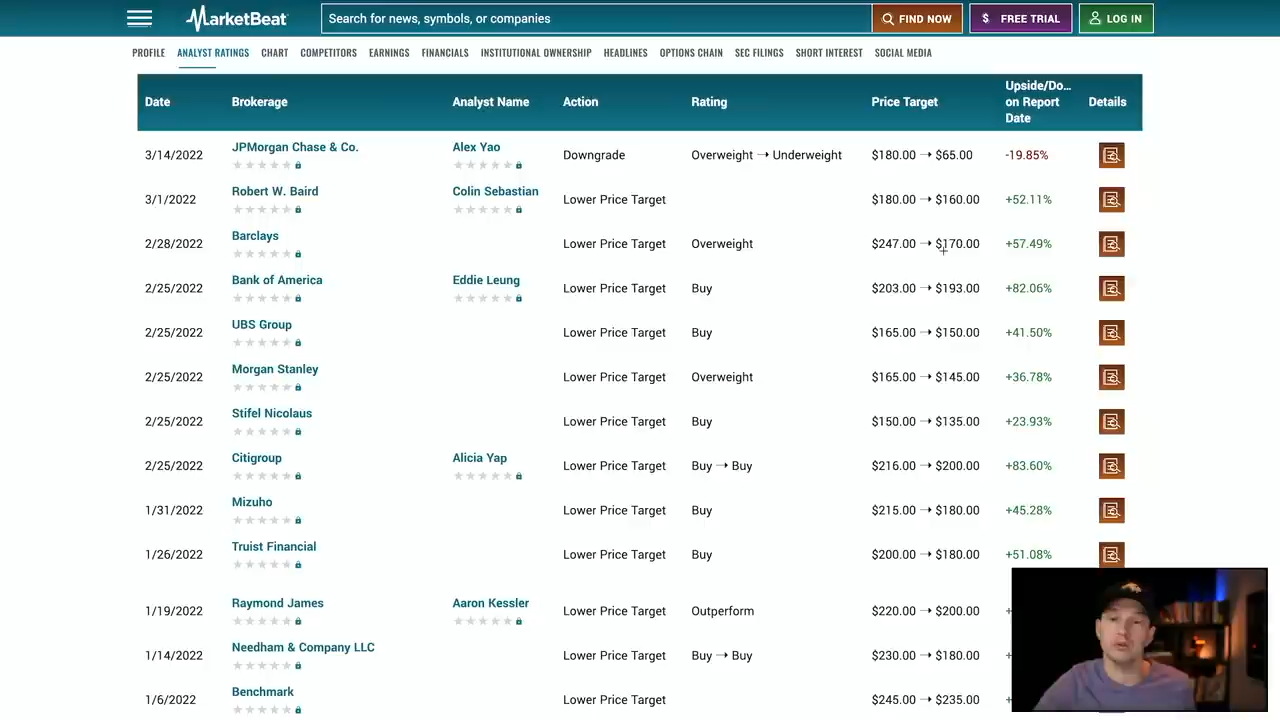 MarketBeat
Search for news, symbols, or companies
FIND NOW
$ FREE TRIAL
LOG IN
PROFILE ANALYST RATINGS CHART COMPETITORS EARNINGS FINANCIALS INSTITUTIONAL OWNERSHIP HEADLINES OPTIONS CHAIN SEC FILINGS SHORT INTEREST SOCIAL MEDIA
Date Brokerage Analyst Name Action Rating Price Target Upside/Do... on Report Date Details
3/14/2022 JPMorgan Chase & Co. Alex Yao Downgrade Overweight → Underweight $180.00 → $65.00 -19.85%
3/1/2022 Robert W. Baird Colin Sebastian Lower Price Target $180.00 → $160.00 +52.11%
2/28/2022 Barclays Lower Price Target Overweight $247.00 → $170.00 +57.49%
2/25/2022 Bank of America Eddie Leung Lower Price Target Buy $203.00 → $193.00 +82.06%
2/25/2022 UBS Group Lower Price Target Buy $165.00 → $150.00 +41.50%
2/25/2022 Morgan Stanley Lower Price Target Overweight $165.00 → $145.00 +36.78%
2/25/2022 Stifel Nicolaus Lower Price Target Buy $150.00 → $135.00 +23.93%
2/25/2022 Citigroup Alicia Yap Lower Price Target Buy → Buy $216.00 → $200.00 +83.60%
1/31/2022 Mizuho Lower Price Target Buy $215.00 → $180.00 +45.28%
1/26/2022 Truist Financial Lower Price Target Buy $200.00 → $180.00 +51.08%
1/19/2022 Raymond James Aaron Kessler Lower Price Target Outperform $220.00 → $200.00 +
1/14/2022 Needham & Company LLC Lower Price Target Buy → Buy $230.00 → $180.00 +
1/6/2022 Benchmark Lower Price Target $245.00 → $235.00 +